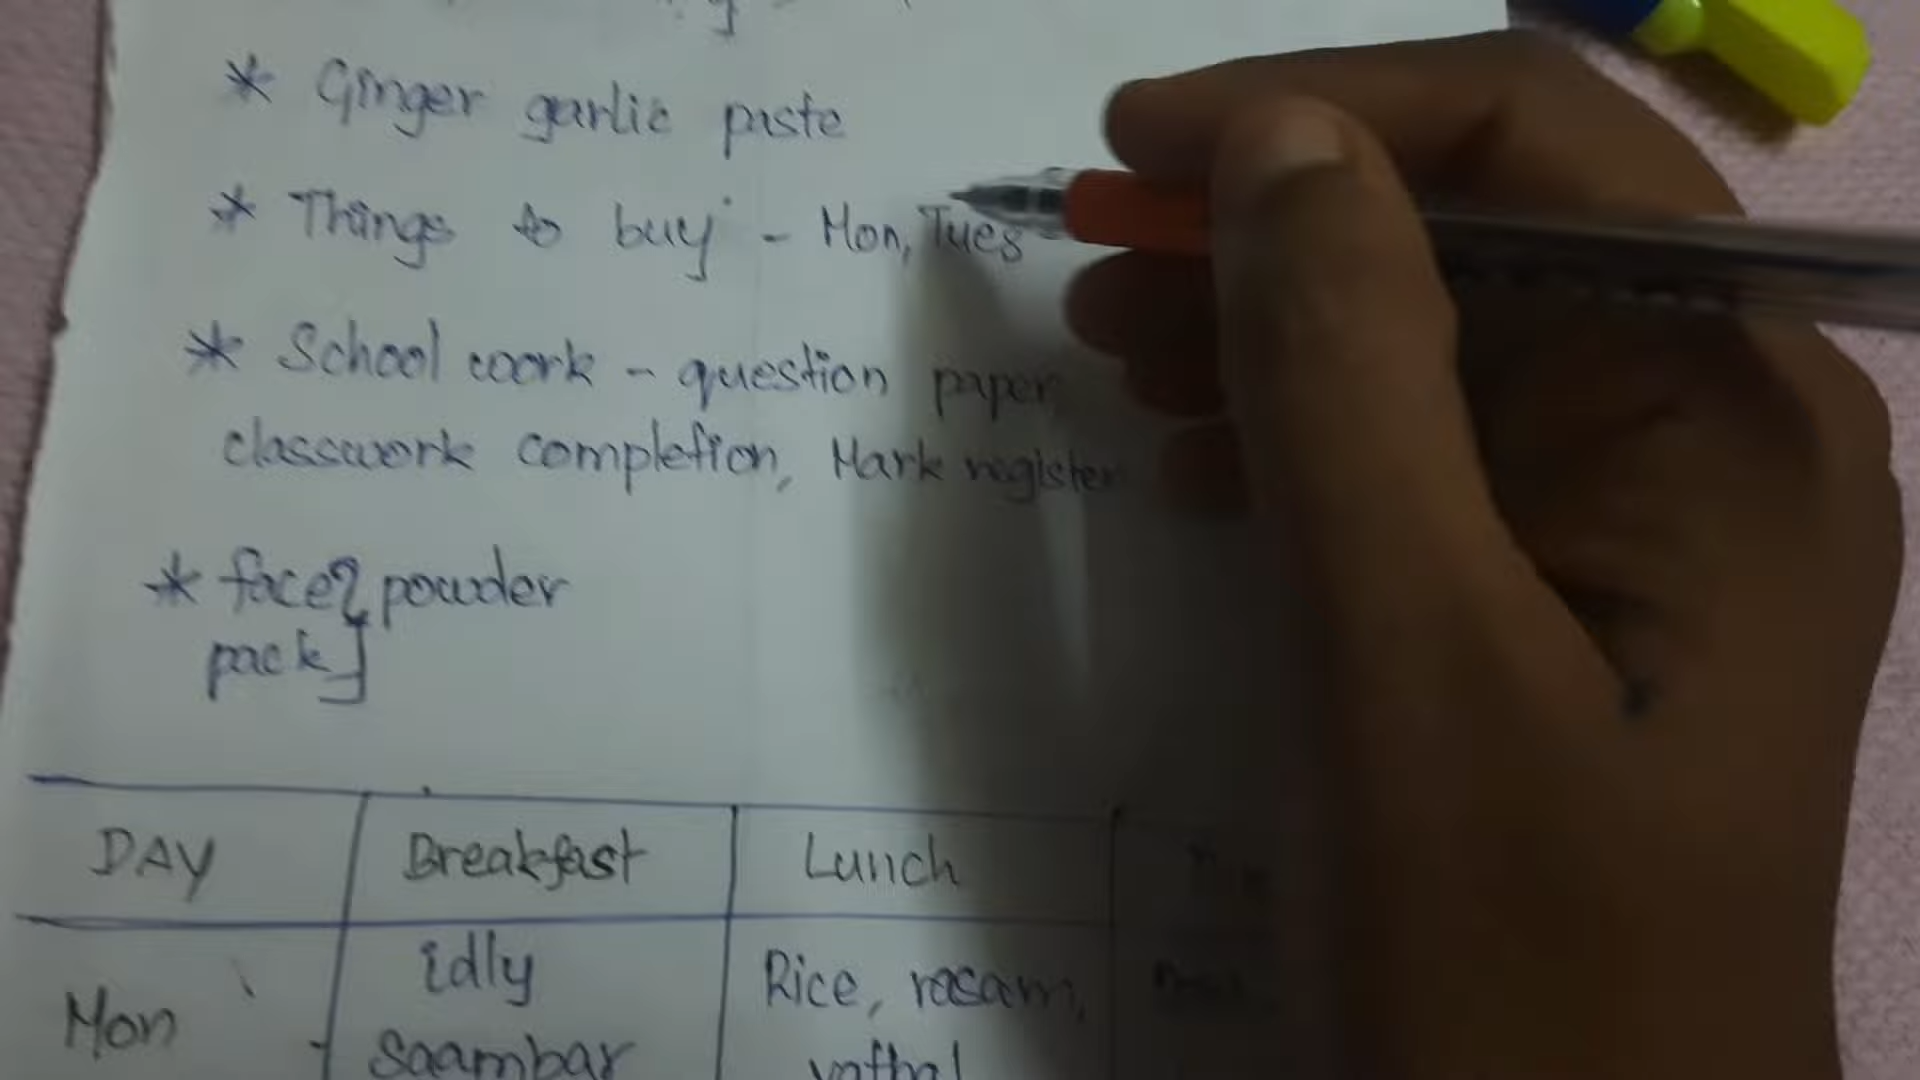 * Ginger garlic paste
* Things to buy - Mon, Tues
* School work - question paper,
classwork completion, Mark register
* face} powder
pack]
DAY Breakfast Lunch
Mon idly Rice, rasam,
saambar